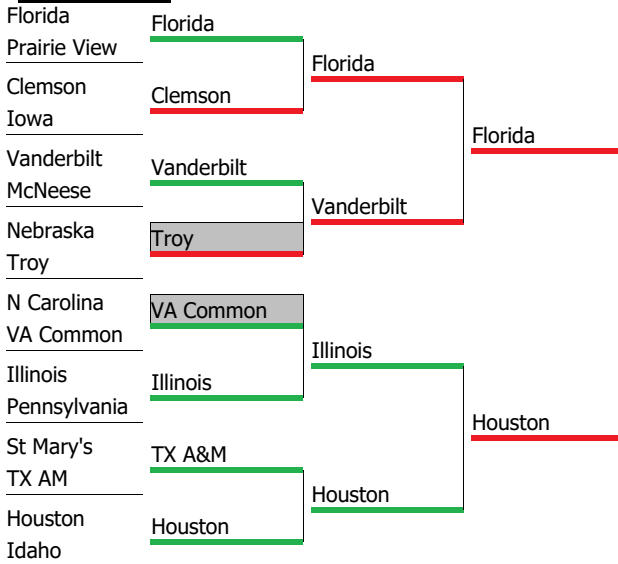 Florida
Prairie View
Clemson
Iowa
Vanderbilt
McNeese
Nebraska
Troy
N Carolina
VA Common
Illinois
Pennsylvania
St Mary's
TX AM
Houston
Idaho
Florida
Clemson
Vanderbilt
Troy
VA Common
Illinois
TX A&M
Houston
Florida
Vanderbilt
Illinois
Houston
Florida
Houston